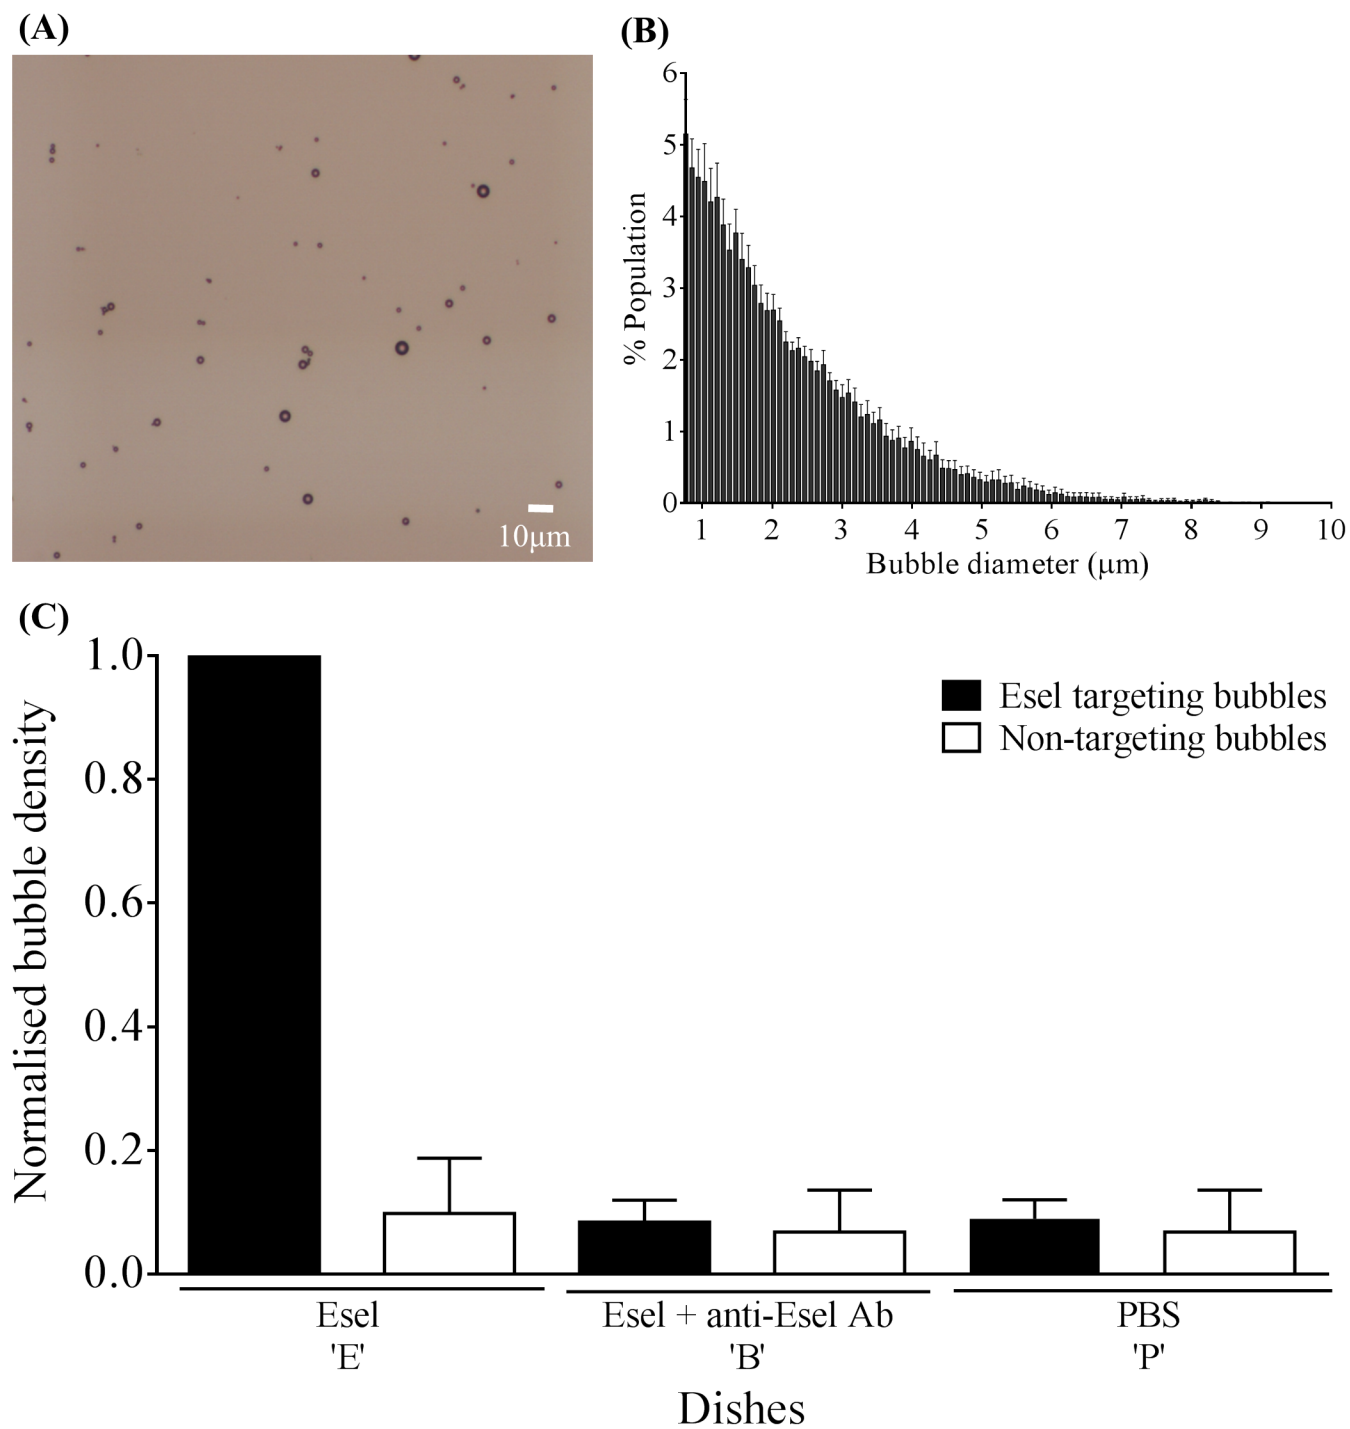 (A)
10μm
(B)
% Population
6
5
4
3
2
1
0
1 2 3 4 5 6 7 8 9 10
Bubble diameter (μm)
(C)
Normalised bubble density
1.0
0.8
0.6
0.4
0.2
0.0
Esel targeting bubbles
Non-targeting bubbles
Esel
'E'
Esel + anti-Esel Ab
'B'
PBS
'P'
Dishes